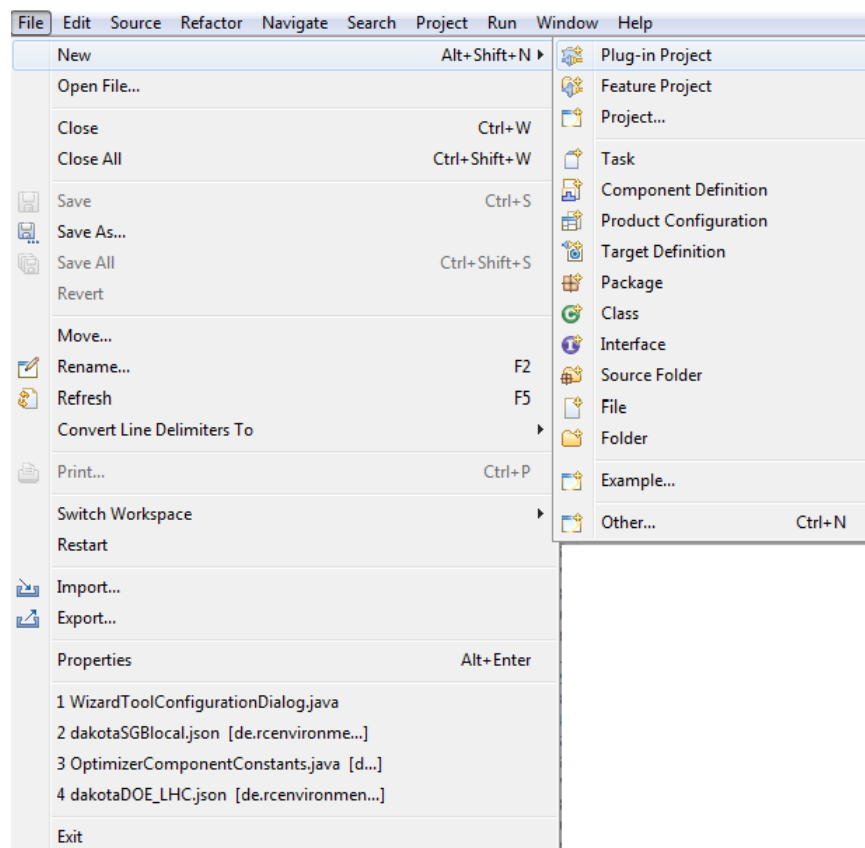 File Edit Source Refactor Navigate Search Project Run Window Help
New Alt+Shift+N
Open File...
Close Ctrl+W
Close All Ctrl+Shift+W
Save Ctrl+S
Save As...
Save All Ctrl+Shift+S
Revert
Move...
Rename... F2
Refresh F5
Convert Line Delimiters To
Print... Ctrl+P
Switch Workspace
Restart
Import...
Export...
Properties Alt+Enter
1 WizardToolConfigurationDialog.java
2 dakotaSGBlocal.json [de.rcenvironme...]
3 OptimizerComponentConstants.java [d...]
4 dakotaDOE_LHC.json [de.rcenvironmen...]
Exit
Plug-in Project
Feature Project
Project...
Task
Component Definition
Product Configuration
Target Definition
Package
Class
Interface
Source Folder
File
Folder
Example...
Other... Ctrl+N